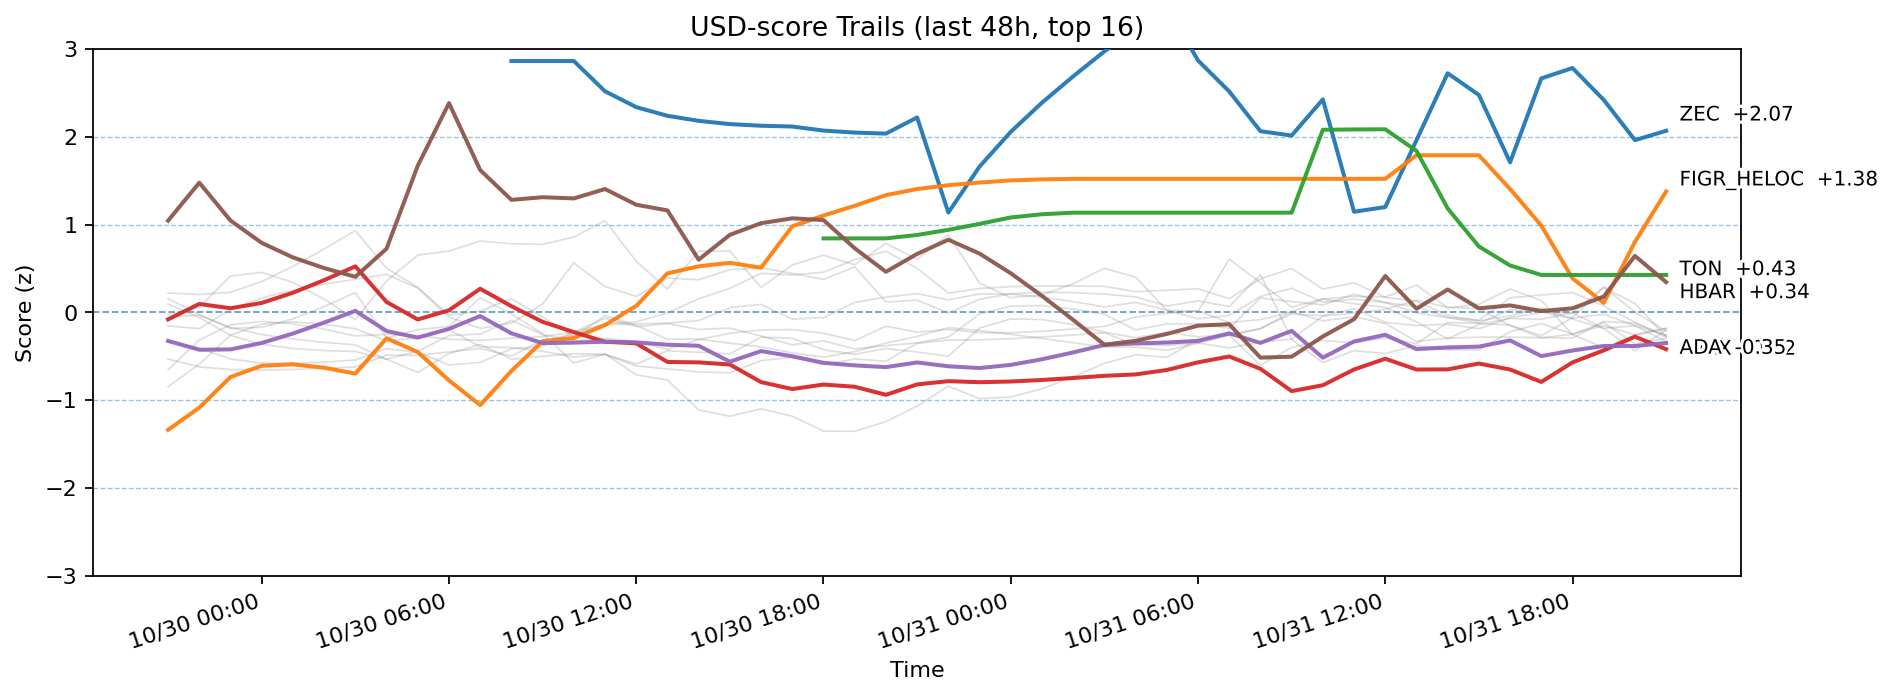 USD-score Trails (last 48h, top 16)
3
2
1
0
−1
−2
−3
Score (z)
ZEC +2.07
FIGR_HELOC +1.38
TON +0.43
HBAR +0.34
10/30 00:00
10/30 06:00
10/30 12:00
10/30 18:00
10/31 00:00
10/31 06:00
10/31 12:00
10/31 18:00
Time